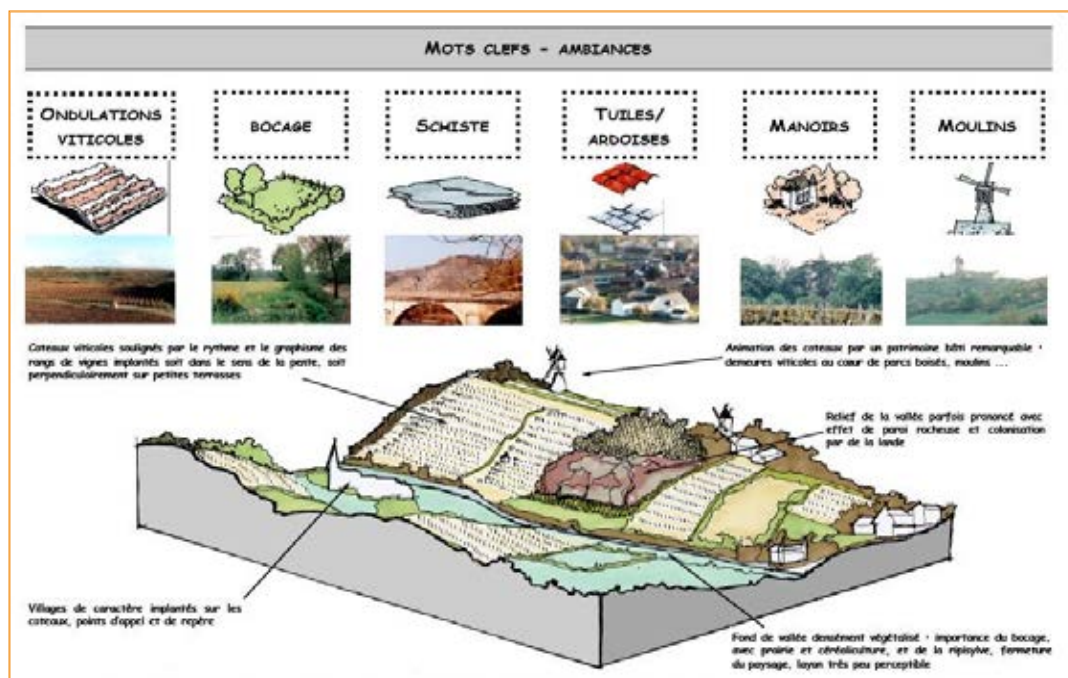 MOTS CLEFS - AMBIANCES
ONDULATIONS
VITICOLES
BOCAGE
SCHISTE
TUILES/
ARDOISES
MANOIRS
MOULINS
Coteaux viticoles soulignés par le rythme et le graphisme des
rangs de vignes implantés soit dans le sens de la pente, soit
perpendiculairement sur petites terrasses
Animation des coteaux par un patrimoine bâti remarquable :
demeures viticoles au cœur de parcs boisés, moulins ...
Relief de la vallée parfois prononcé avec
effet de paroi rocheuse et colonisation
par de la lande
Villages de caractère implantés sur les
coteaux, points d'appel et de repère
Fond de vallée densément végétalisé : importance du bocage,
avec prairie et céréaliculture, et de la ripisylve, fermeture
du paysage, layon très peu perceptible